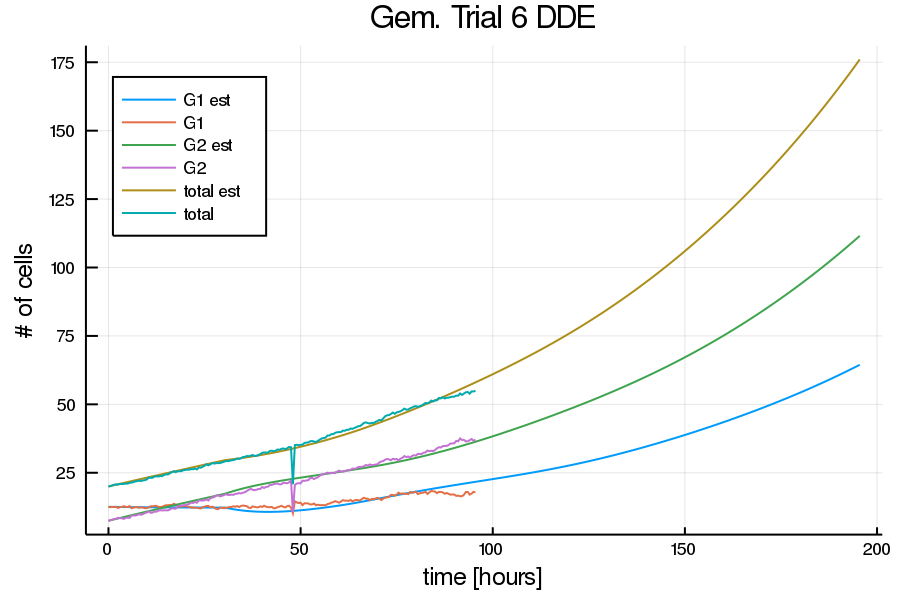 Gem. Trial 6 DDE
G1 est
G1
G2 est
G2
total est
total
175
150
125
100
75
50
25
0
50
100
150
200
# of cells
time [hours]